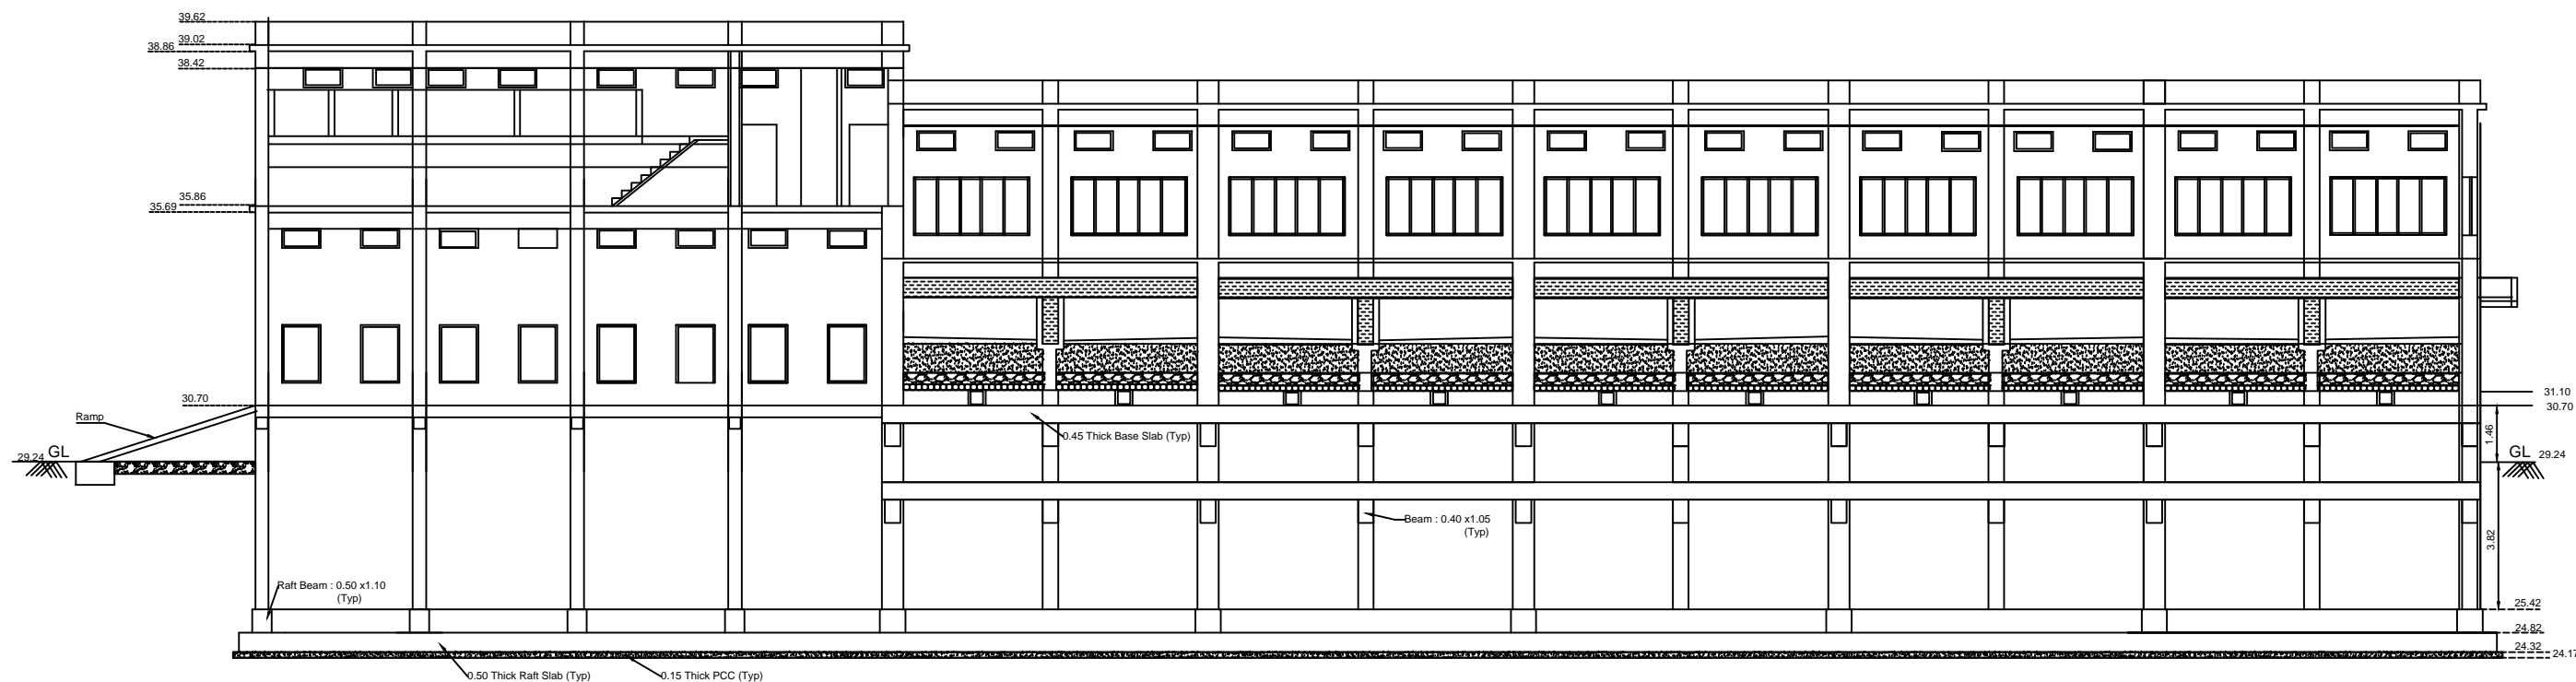 39.62
39.02
38.86
38.42
35.86
35.69
30.70
Ramp
GL
29.24
0.45 Thick Base Slab (Typ)
Beam : 0.40 x1.05
(Typ)
Raft Beam : 0.50 x1.10
(Typ)
0.50 Thick Raft Slab (Typ)
0.15 Thick PCC (Typ)
31.10
30.70
1.46
GL
29.24
3.82
25.42
24.82
24.32
24.17